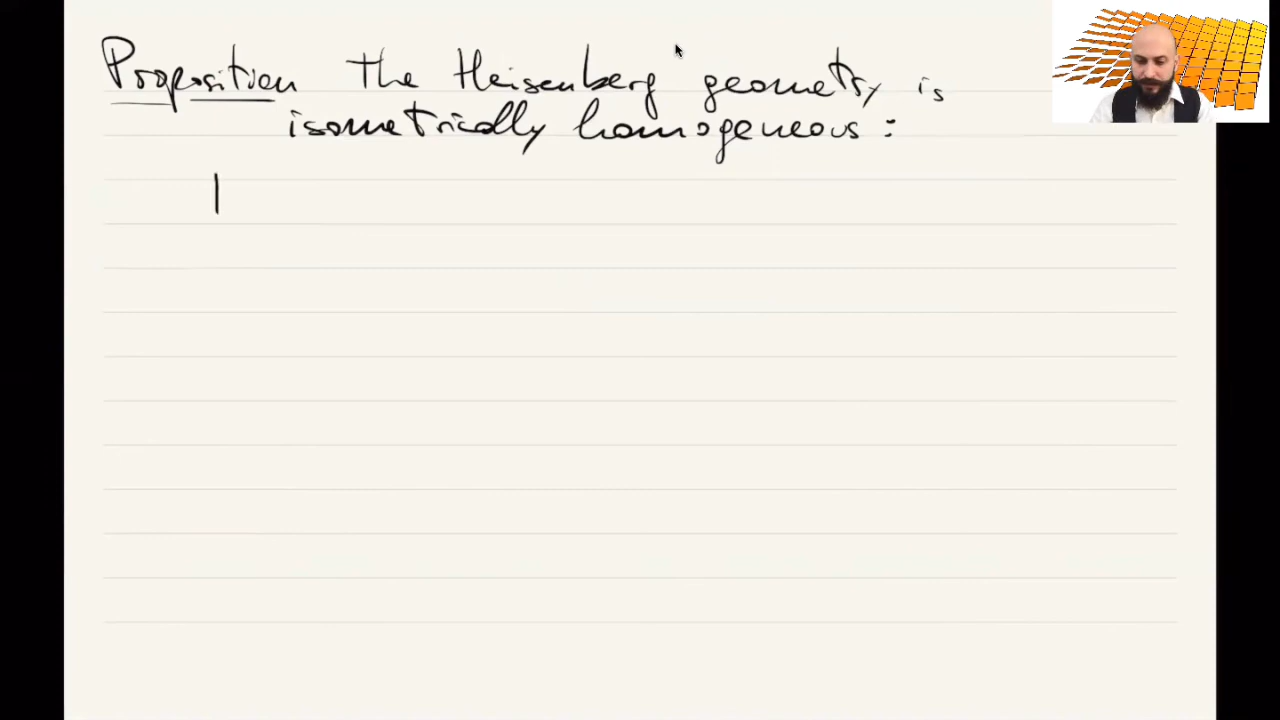 Proposition The Heisenberg geometry is
isometrically homogeneous :